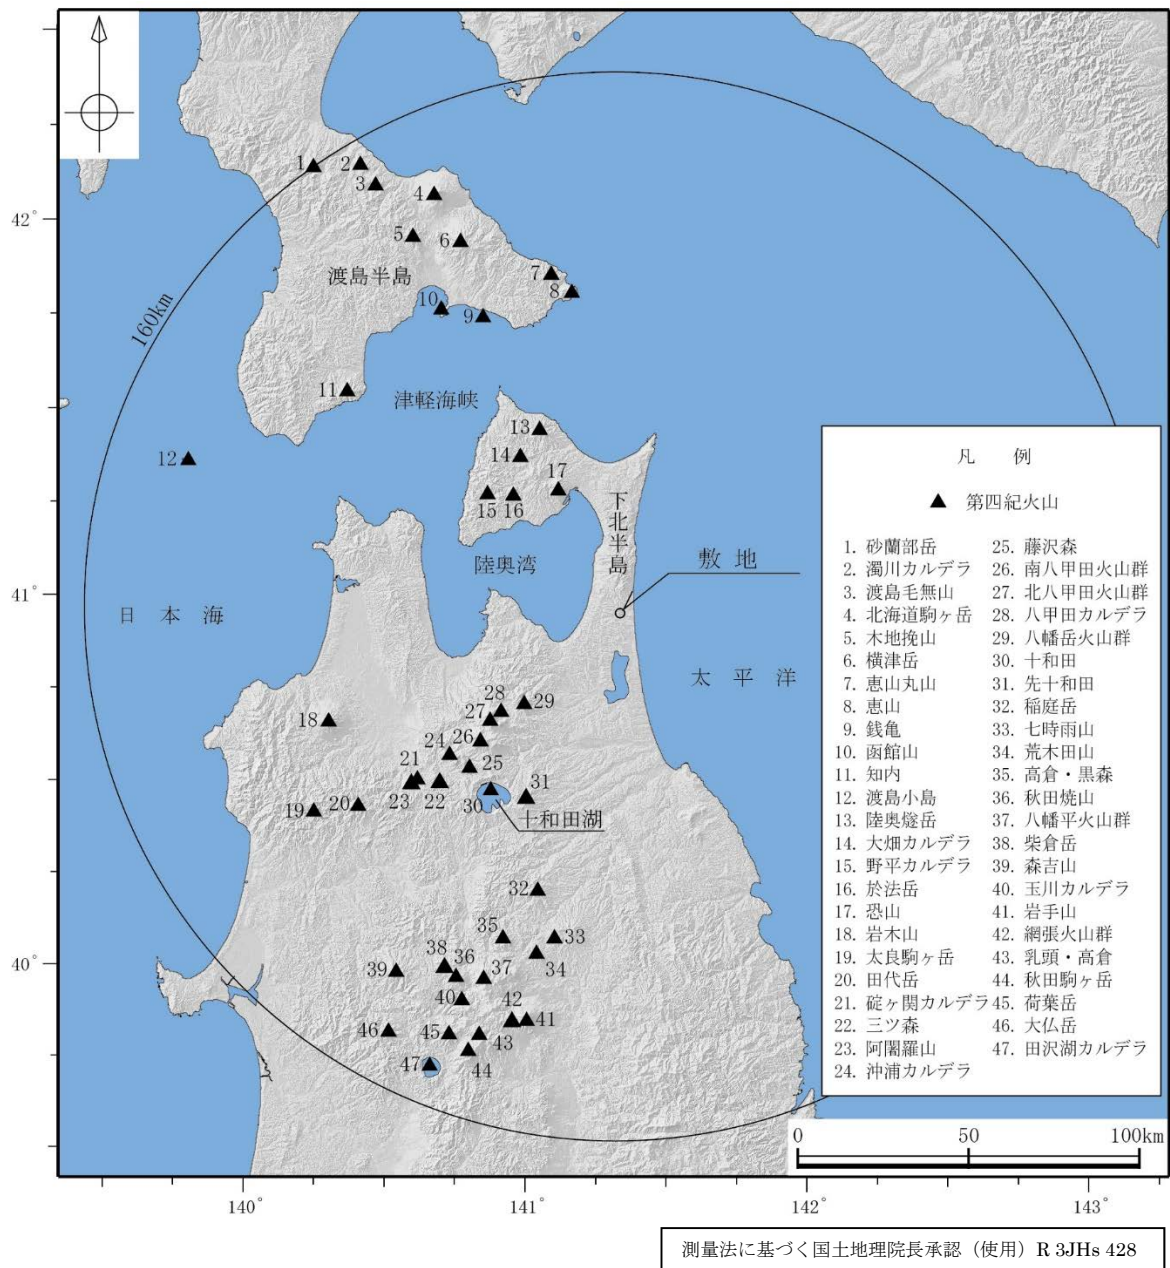 1
2
3
4
42°
5
6
渡島半島
7
8
10
9
160km
11
津軽海峡
13
12
14
17
15
16
下北半島
陸奥湾
敷地
41°
日本海
太平洋
28
29
27
18
26
24
25
21
23
22
31
30
20
19
十和田湖
32
35
33
38
36
34
40°
39
37
40
42
41
46
45
43
44
47
凡例
▲ 第四紀火山
1. 砂蘭部岳
2. 濁川カルデラ
3. 渡島毛無山
4. 北海道駒ヶ岳
5. 木地挽山
6. 横津岳
7. 恵山丸山
8. 恵山
9. 銭亀
10. 函館山
11. 知内
12. 渡島小島
13. 陸奥燧岳
14. 大畑カルデラ
15. 野平カルデラ
16. 於法岳
17. 恐山
18. 岩木山
19. 太良駒ヶ岳
20. 田代岳
21. 碇ヶ関カルデラ
22. 三ツ森
23. 阿闍羅山
24. 沖浦カルデラ
25. 藤沢森
26. 南八甲田火山群
27. 北八甲田火山群
28. 八甲田カルデラ
29. 八幡岳火山群
30. 十和田
31. 先十和田
32. 稲庭岳
33. 七時雨山
34. 荒木田山
35. 高倉・黒森
36. 秋田焼山
37. 八幡平火山群
38. 柴倉岳
39. 森吉山
40. 玉川カルデラ
41. 岩手山
42. 網張火山群
43. 乳頭・高倉
44. 秋田駒ヶ岳
45. 荷葉岳
46. 大仏岳
47. 田沢湖カルデラ
0 50 100km
140° 141° 142° 143°
測量法に基づく国土地理院長承認（使用）R 3JHs 428